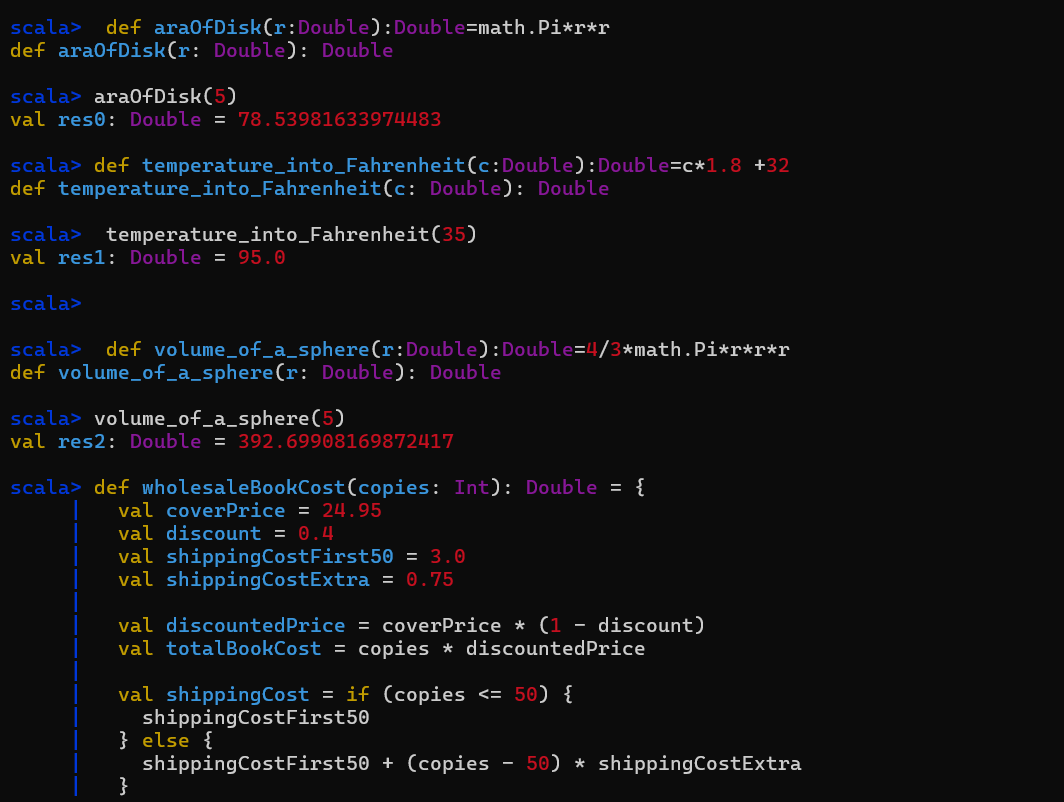 scala>  def araOfDisk(r:Double):Double=math.Pi*r*r
def araOfDisk(r: Double): Double
scala> araOfDisk(5)
val res0: Double = 78.53981633974483
scala> def temperature_into_Fahrenheit(c:Double):Double=c*1.8 +32
def temperature_into_Fahrenheit(c: Double): Double
scala>  temperature_into_Fahrenheit(35)
val res1: Double = 95.0
scala>
scala>  def volume_of_a_sphere(r:Double):Double=4/3*math.Pi*r*r*r
def volume_of_a_sphere(r: Double): Double
scala> volume_of_a_sphere(5)
val res2: Double = 392.69908169872417
scala> def wholesaleBookCost(copies: Int): Double = {
     |   val coverPrice = 24.95
     |   val discount = 0.4
     |   val shippingCostFirst50 = 3.0
     |   val shippingCostExtra = 0.75
     |
     |   val discountedPrice = coverPrice * (1 - discount)
     |   val totalBookCost = copies * discountedPrice
     |
     |   val shippingCost = if (copies <= 50) {
     |     shippingCostFirst50
     |   } else {
     |     shippingCostFirst50 + (copies - 50) * shippingCostExtra
     |   }